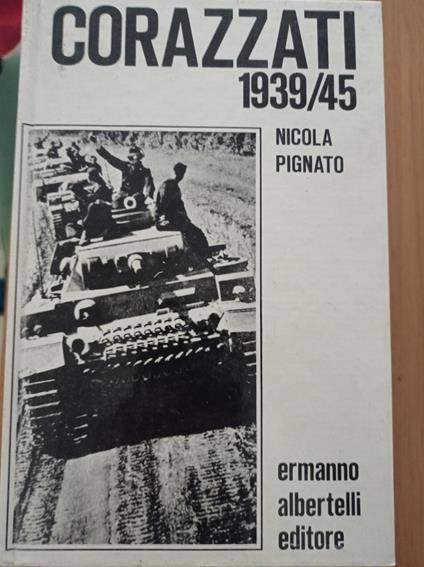 CORAZZATI
1939/45
NICOLA
PIGNATO
ermanno
albertelli
editore